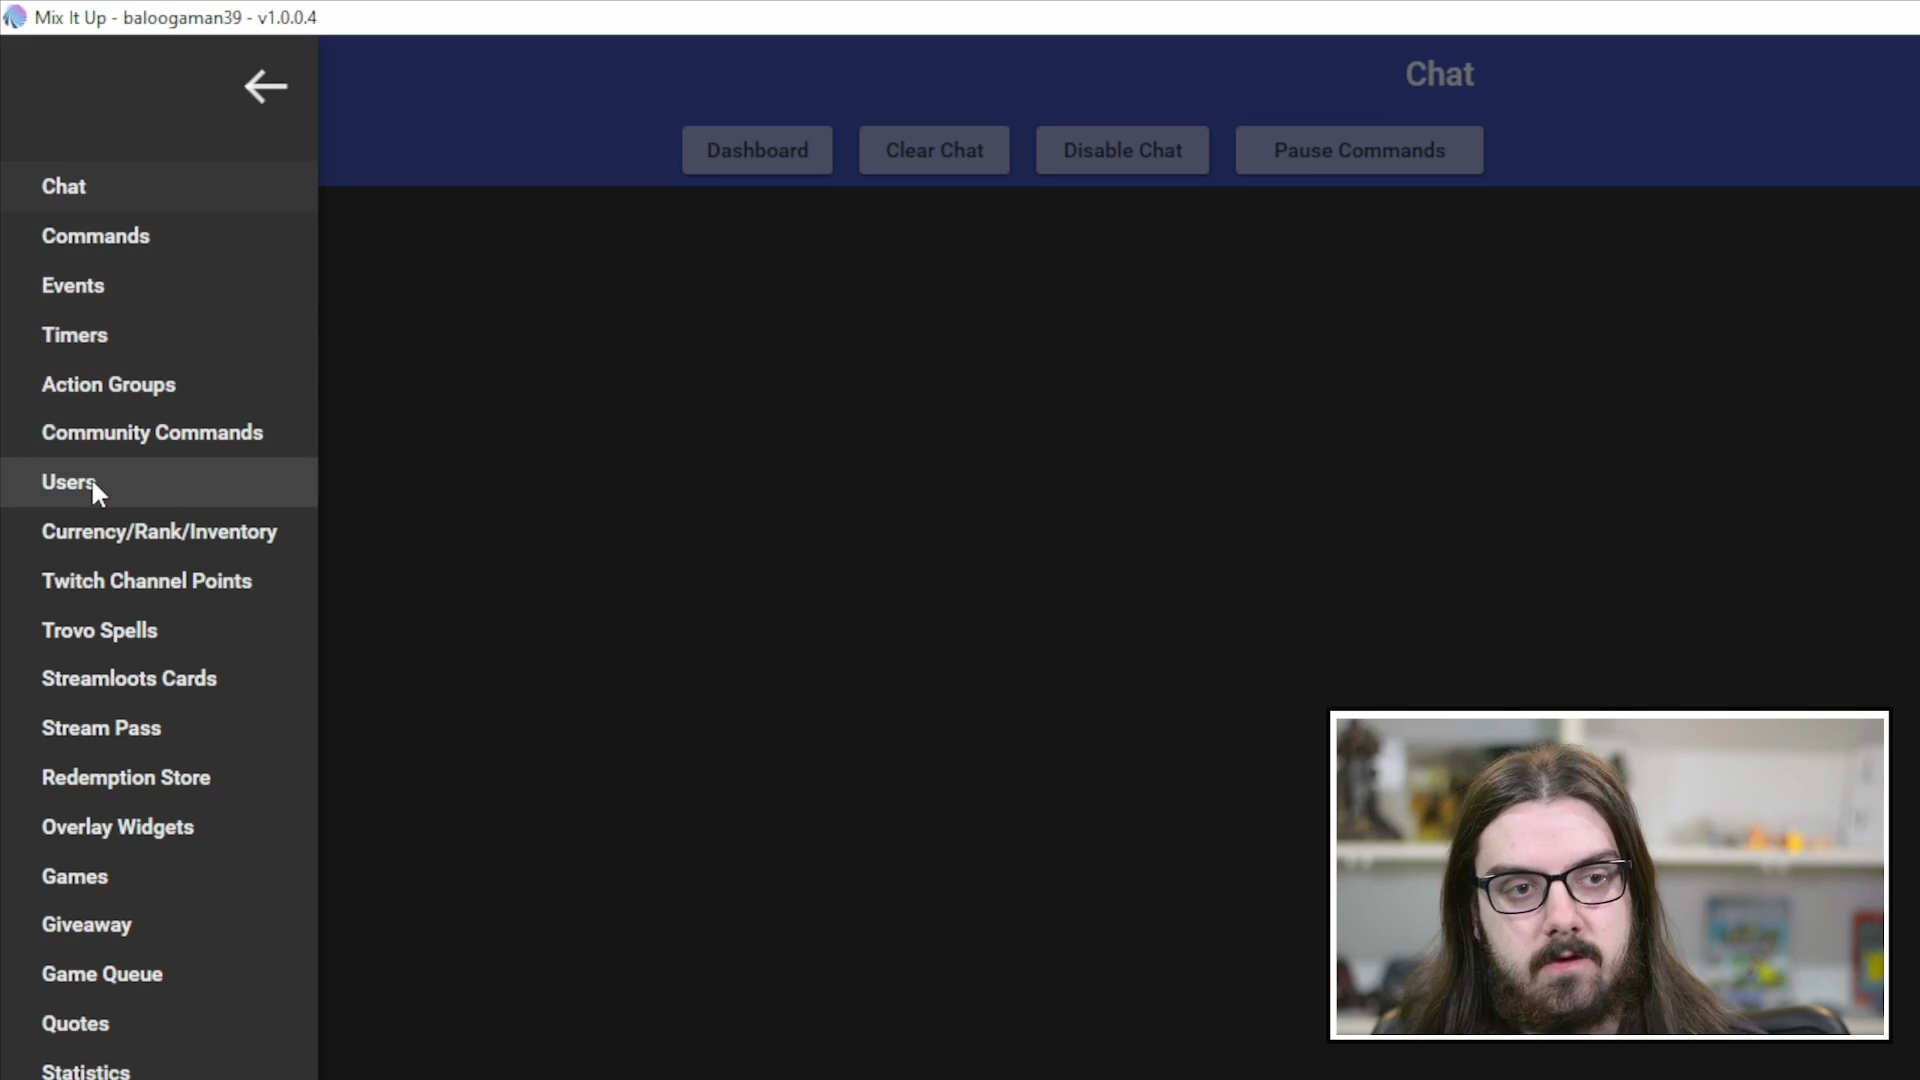 Mix It Up - baloogaman39 - v1.0.0.4
Chat
Dashboard
Clear Chat
Disable Chat
Pause Commands
Chat
Commands
Events
Timers
Action Groups
Community Commands
Users
Currency/Rank/Inventory
Twitch Channel Points
Trovo Spells
Streamloots Cards
Stream Pass
Redemption Store
Overlay Widgets
Games
Giveaway
Game Queue
Quotes
Statistics